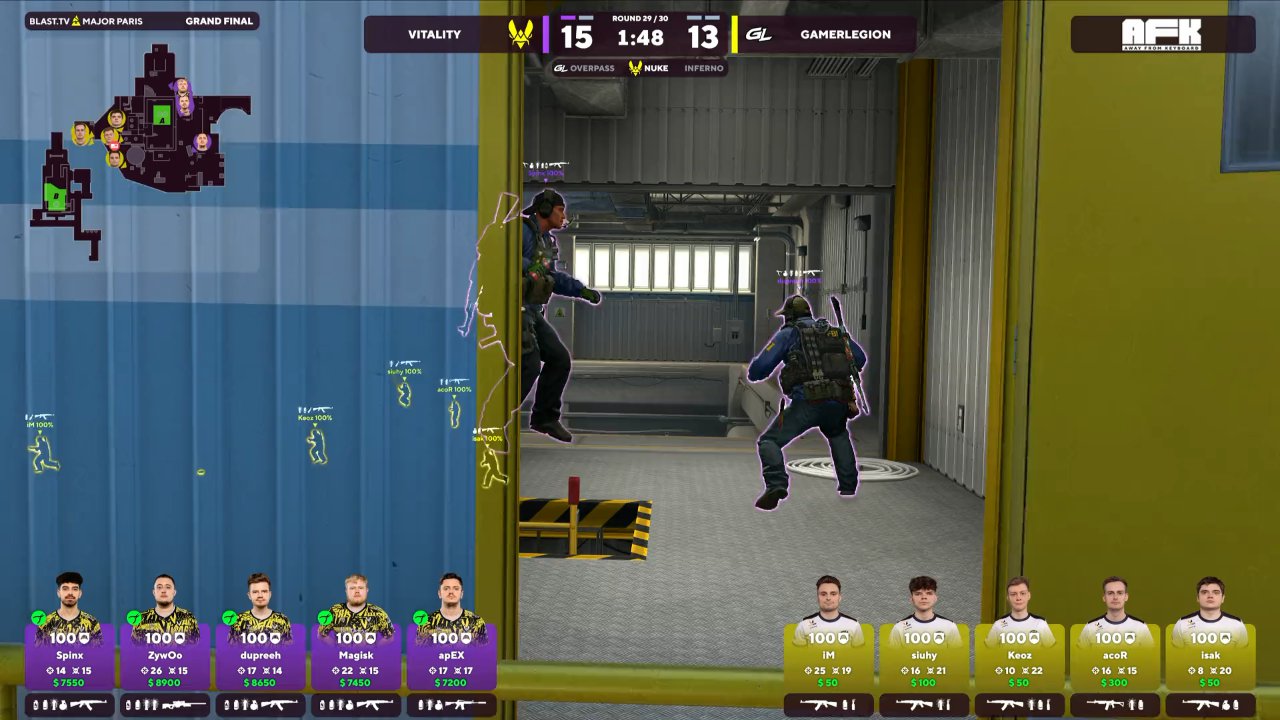 BLAST.TV MAJOR PARIS
GRAND FINAL
VITALITY
15
ROUND 29 / 30
1:48
13
GL
GAMERLEGION
GL OVERPASS
NUKE
INFERNO
AFK
AWAY FROM KEYBOARD
A
B
Spinx 100%
siuhy 100%
acoR 100%
iM 100%
Keoz 100%
isak 100%
FBI
100
Spinx
14 15
$7550
100
ZywOo
26 15
$8900
100
dupreeh
17 14
$8650
100
Magisk
22 15
$7450
100
apEX
17 17
$7200
100
iM
25 19
$50
100
siuhy
16 21
$100
100
Keoz
10 22
$50
100
acoR
16 15
$300
100
isak
8 20
$50